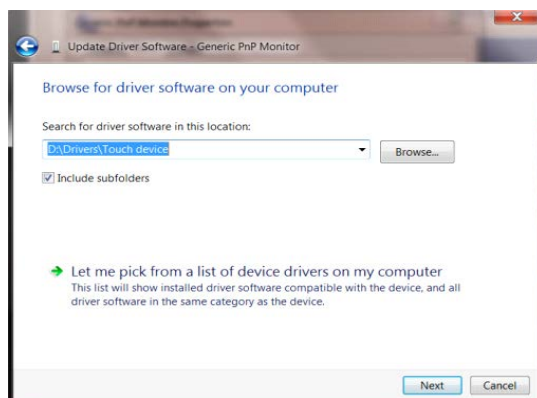 Update Driver Software - Generic PnP Monitor
Browse for driver software on your computer
Search for driver software in this location:
D:\Drivers\Touch device
Browse...
Include subfolders
Let me pick from a list of device drivers on my computer
This list will show installed driver software compatible with the device, and all
driver software in the same category as the device.
Next
Cancel